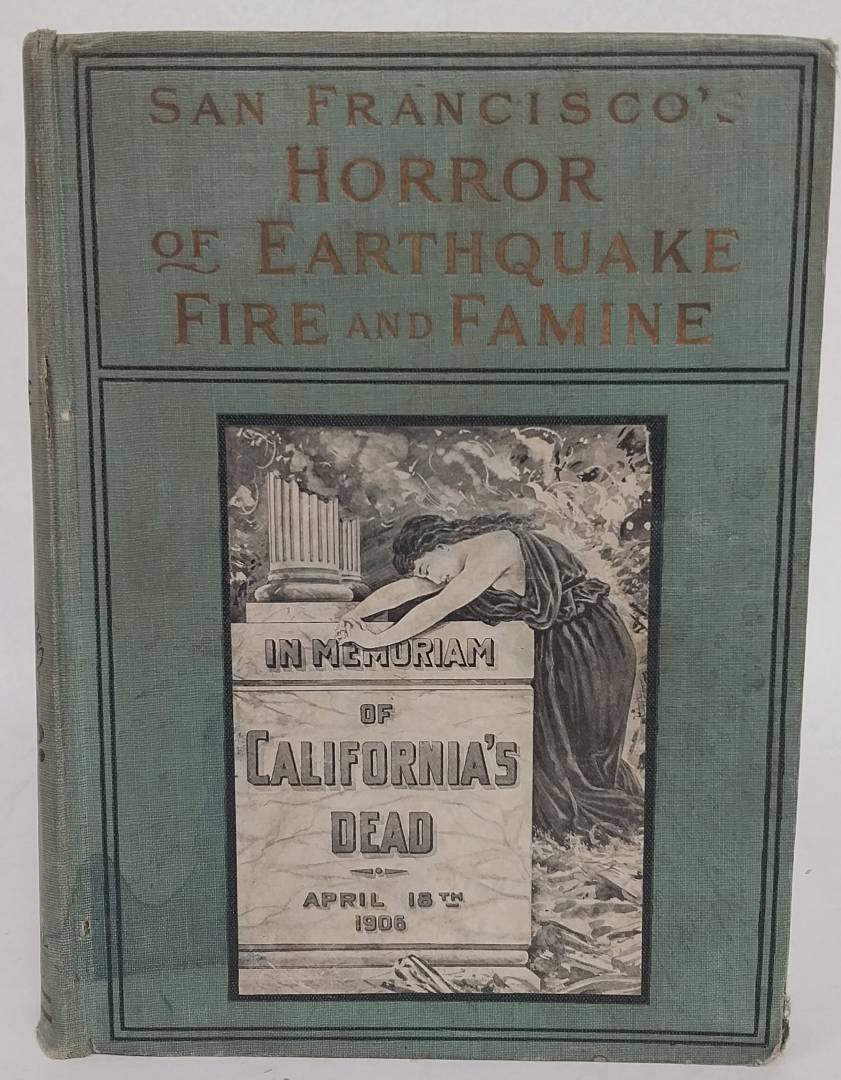 SAN FRANCISCO'S
HORROR
OF EARTHQUAKE
FIRE AND FAMINE
IN MEMORIAM
OF
CALIFORNIA'S
DEAD
APRIL 18TH
1906